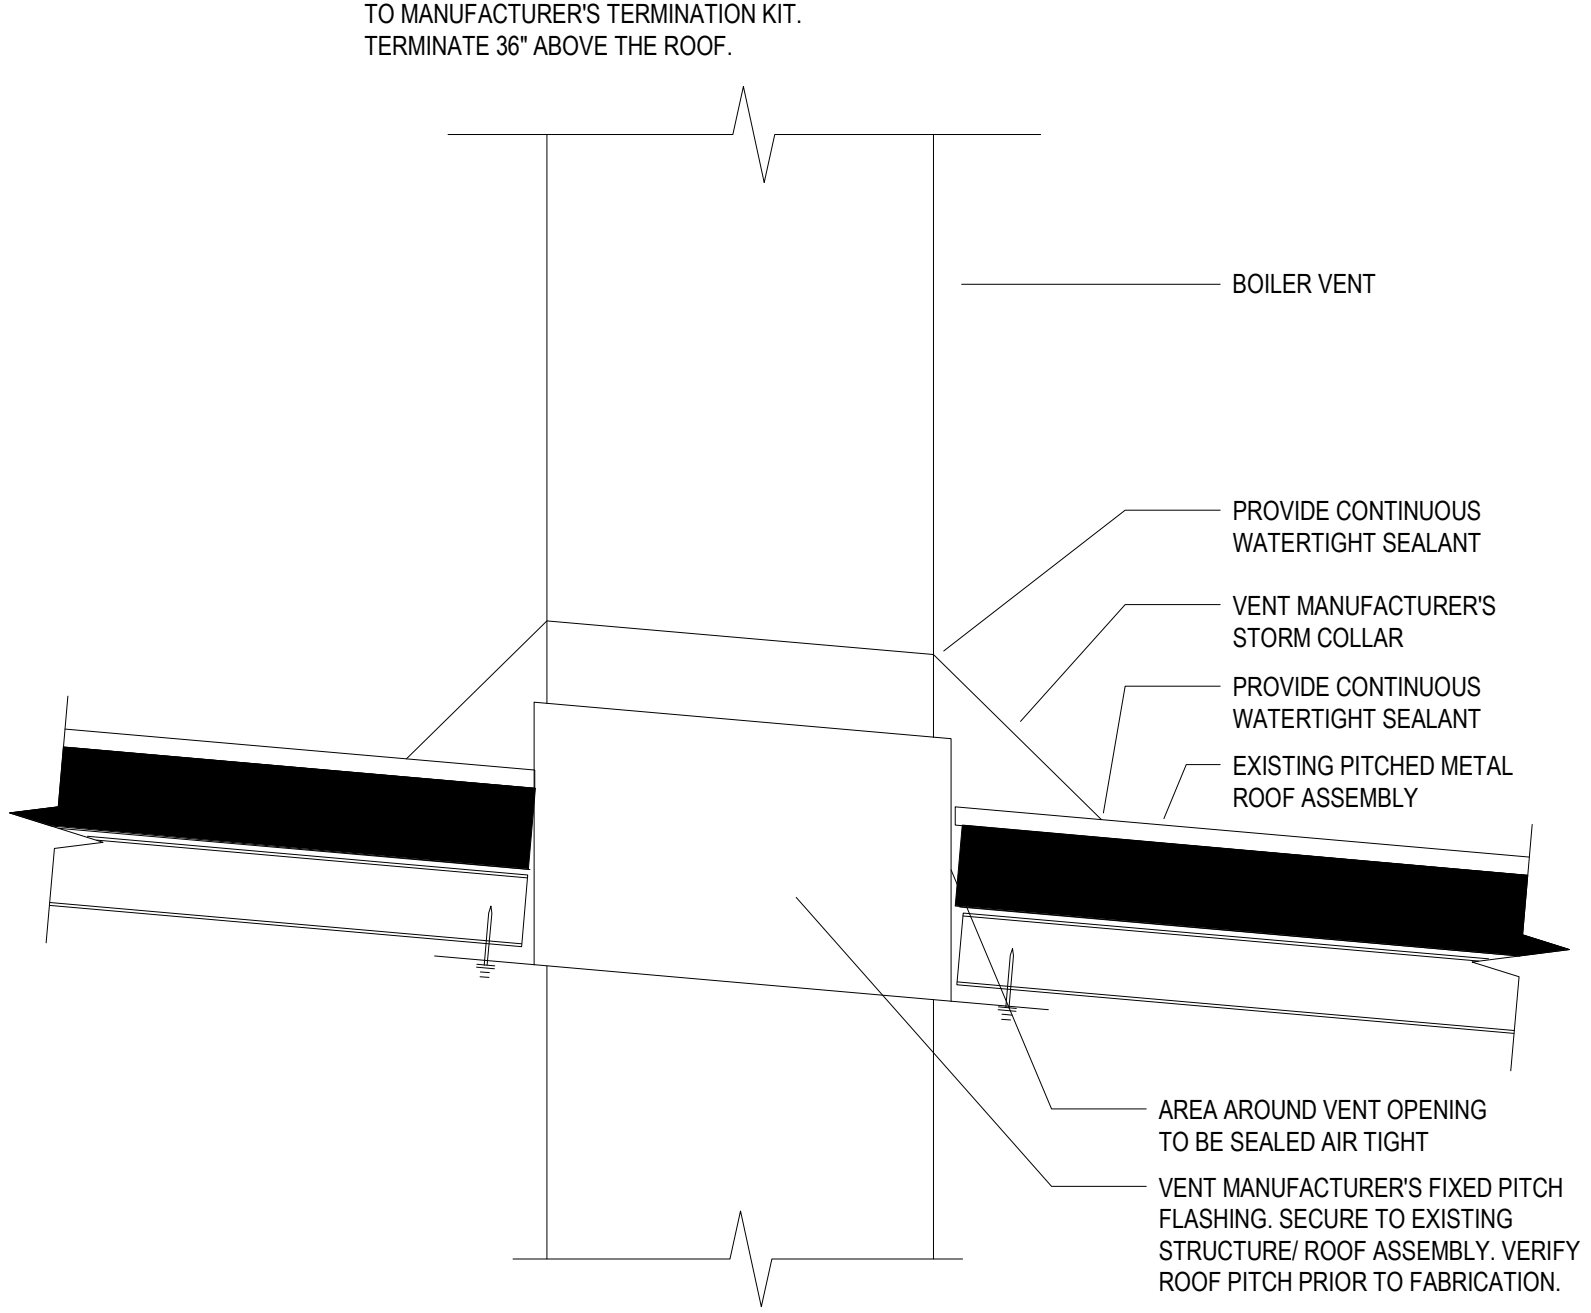 TO MANUFACTURER'S TERMINATION KIT.
TERMINATE 36" ABOVE THE ROOF.
BOILER VENT
PROVIDE CONTINUOUS
WATERTIGHT SEALANT
VENT MANUFACTURER'S
STORM COLLAR
PROVIDE CONTINUOUS
WATERTIGHT SEALANT
EXISTING PITCHED METAL
ROOF ASSEMBLY
AREA AROUND VENT OPENING
TO BE SEALED AIR TIGHT
VENT MANUFACTURER'S FIXED PITCH
FLASHING. SECURE TO EXISTING
STRUCTURE/ ROOF ASSEMBLY. VERIFY
ROOF PITCH PRIOR TO FABRICATION.